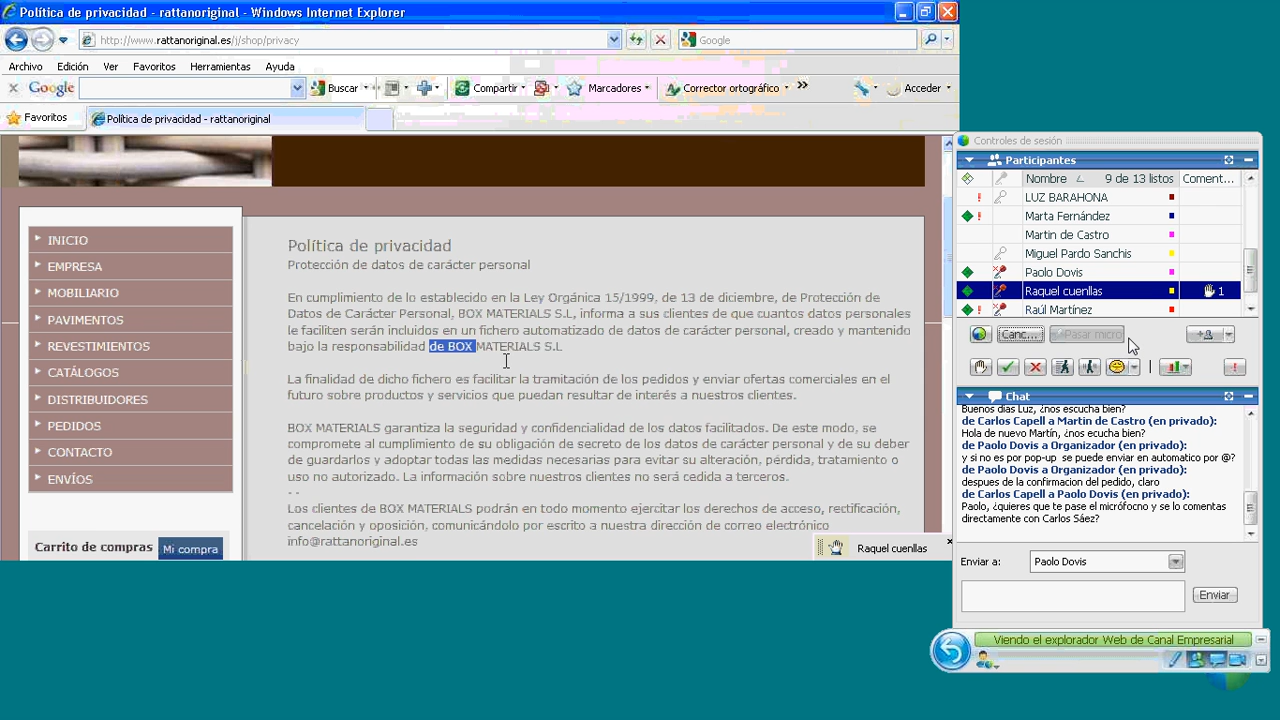 Política de privacidad - rattanoriginal - Windows Internet Explorer
http://www.rattanoriginal.es/j/shop/privacy
Google
Archivo Edición Ver Favoritos Herramientas Ayuda
Google Buscar Compartir Marcadores Corrector ortográfico Acceder
Favoritos Política de privacidad - rattanoriginal
INICIO
EMPRESA
MOBILIARIO
PAVIMENTOS
REVESTIMIENTOS
CATÁLOGOS
DISTRIBUIDORES
PEDIDOS
CONTACTO
ENVÍOS
Carrito de compras Mi compra
Política de privacidad
Protección de datos de carácter personal
En cumplimiento de lo establecido en la Ley Orgánica 15/1999, de 13 de diciembre, de Protección de
Datos de Carácter Personal, BOX MATERIALS S.L, informa a sus clientes de que cuantos datos personales
le faciliten serán incluidos en un fichero automatizado de datos de carácter personal, creado y mantenido
bajo la responsabilidad de BOX MATERIALS S.L
La finalidad de dicho fichero es facilitar la tramitación de los pedidos y enviar ofertas comerciales en el
futuro sobre productos y servicios que puedan resultar de interés a nuestros clientes.
BOX MATERIALS garantiza la seguridad y confidencialidad de los datos facilitados. De este modo, se
compromete al cumplimiento de su obligación de secreto de los datos de carácter personal y de su deber
de guardarlos y adoptar todas las medidas necesarias para evitar su alteración, pérdida, tratamiento o
uso no autorizado. La información sobre nuestros clientes no será cedida a terceros.
- -
Los clientes de BOX MATERIALS podrán en todo momento ejercitar los derechos de acceso, rectificación,
cancelación y oposición, comunicándolo por escrito a nuestra dirección de correo electrónico
info@rattanoriginal.es
Raquel cuenllas
Controles de sesión
Participantes
Nombre 9 de 13 listos Coment...
LUZ BARAHONA
Marta Fernández
Martin de Castro
Miguel Pardo Sanchis
Paolo Dovis
Raquel cuenllas 1
Raúl Martínez
Canc... Pasar micro
Chat
Buenos días Luz, ¿nos escucha bien?
de Carlos Capell a Martin de Castro (en privado):
Hola de nuevo Martín, ¿nos ecucha bien?
de Paolo Dovis a Organizador (en privado):
y si no es por pop-up se puede enviar en automatico por @?
de Paolo Dovis a Organizador (en privado):
despues de la confirmacion del pedido, claro
de Carlos Capell a Paolo Dovis (en privado):
Paolo, ¿quieres que te pase el micrófocno y se lo comentas
directamente con Carlos Sáez?
Enviar a: Paolo Dovis
Enviar
Viendo el explorador Web de Canal Empresarial